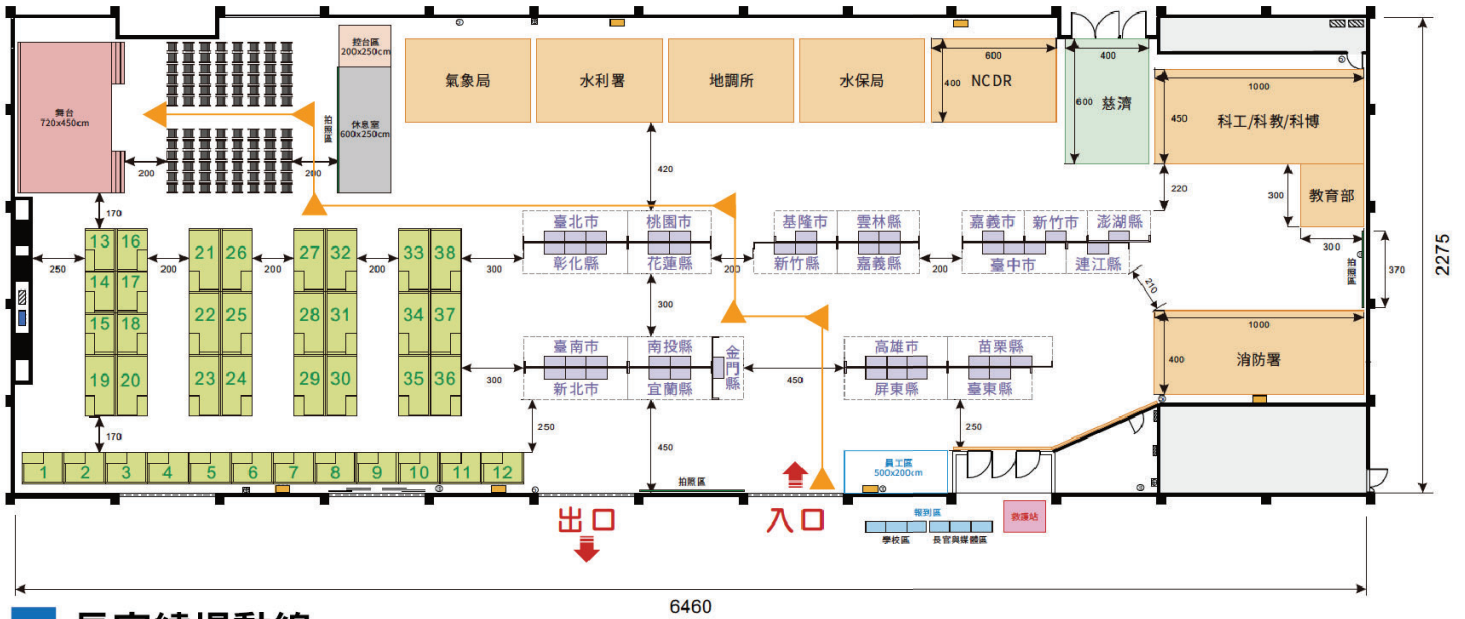 控台區
200x250cm
舞台
720x450cm
拍照區
休息室
600x250cm
氣象局
水利署
地調所
水保局
600
400
NCDR
400
600
慈濟
1000
450
科工/科教/科博
200
200
420
220
300
教育部
300
170
250
200
200
200
300
13
16
14
17
15
18
19
20
21
26
22
25
23
24
27
32
28
31
29
30
33
38
34
37
35
36
臺北市
桃園市
彰化縣
花蓮縣
200
基隆市
雲林縣
新竹縣
嘉義縣
200
嘉義市
新竹市
澎湖縣
臺中市
連江縣
210
拍照區
370
2275
300
300
臺南市
南投縣
金門縣
新北市
宜蘭縣
450
高雄市
苗栗縣
屏東縣
臺東縣
1000
400
消防署
170
250
450
250
1
2
3
4
5
6
7
8
9
10
11
12
拍照區
員工區
500x200cm
出口
入口
報到區
學校區
長官與媒體區
救護站
6460